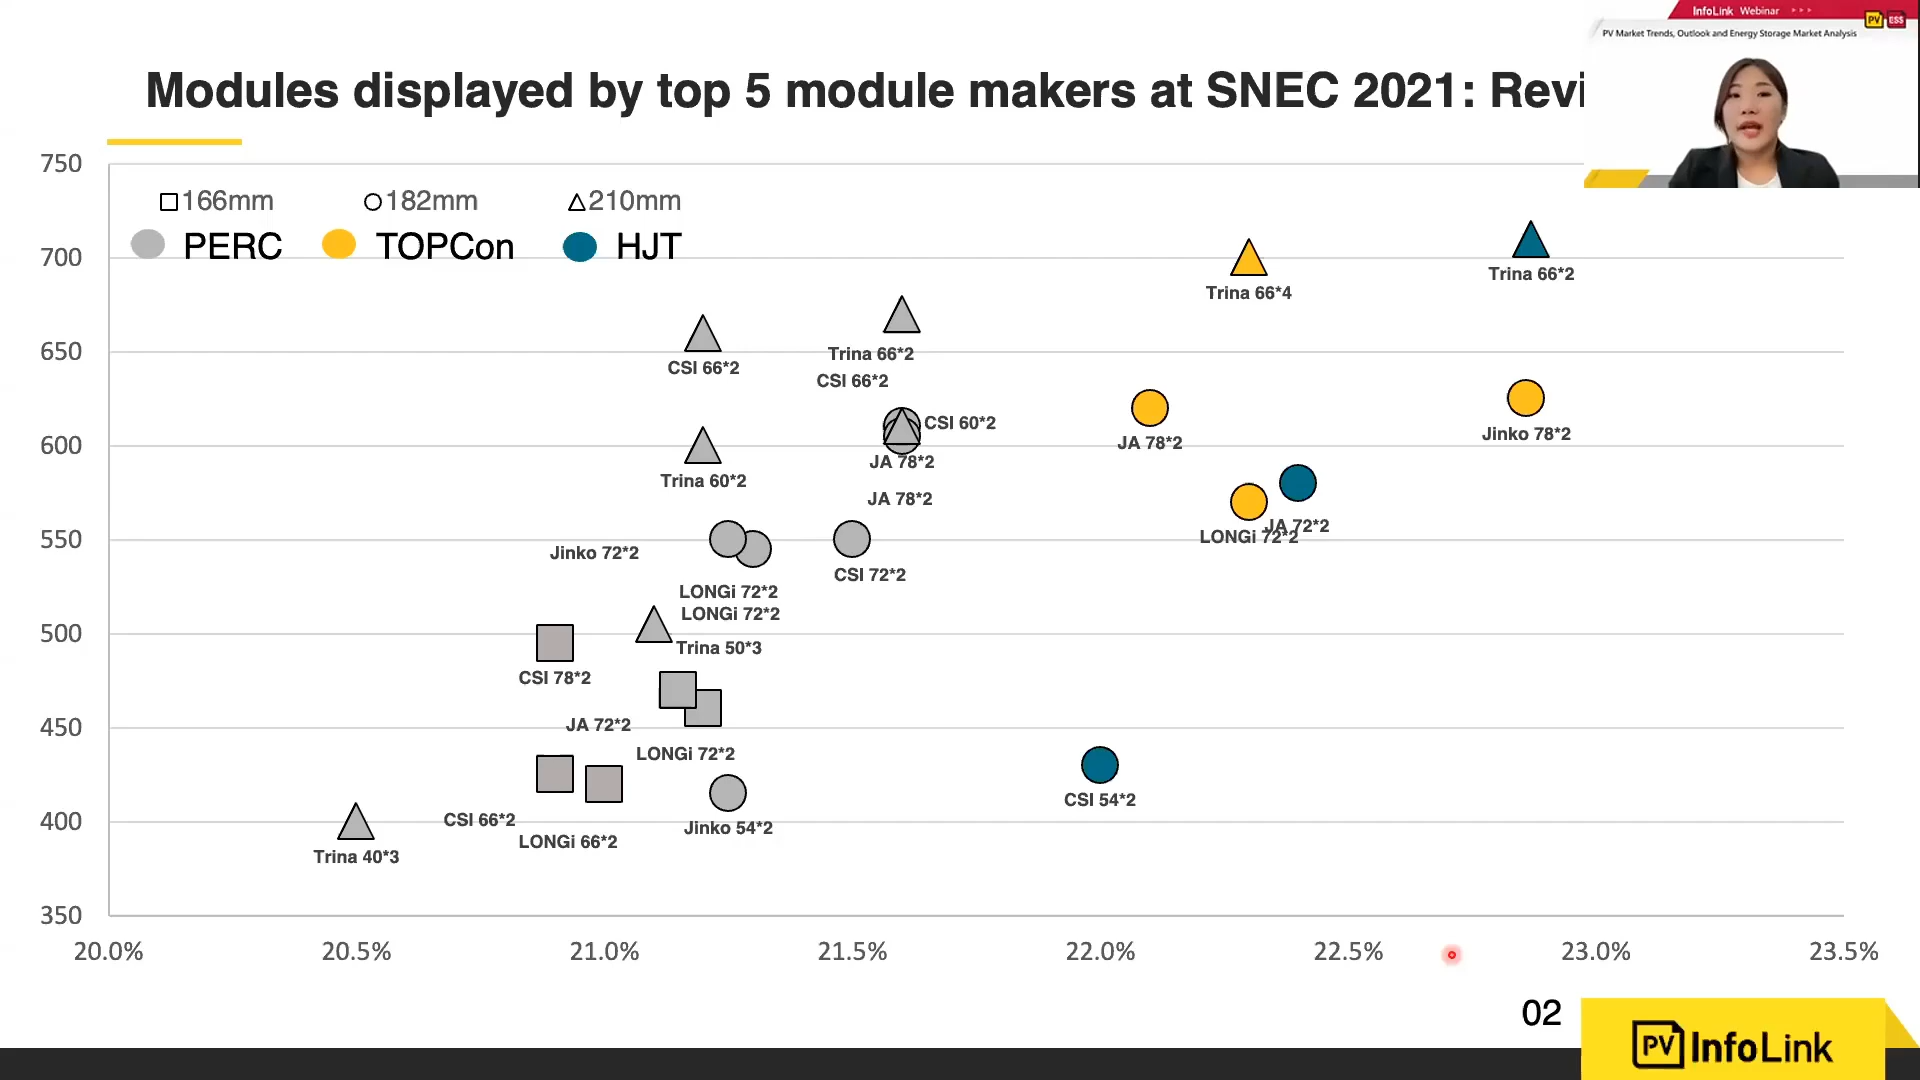 InfoLink Webinar
PV ESS
PV Market Trends, Outlook and Energy Storage Market Analysis
Modules displayed by top 5 module makers at SNEC 2021: Revi
750
166mm 182mm 210mm
PERC TOPCon HJT
700
Trina 66*2
Trina 66*4
650
Trina 66*2
CSI 66*2
CSI 66*2
600
CSI 60*2
Jinko 78*2
JA 78*2
JA 78*2
Trina 60*2
JA 78*2
550
JA 72*2
LONGi 72*2
Jinko 72*2
CSI 72*2
LONGi 72*2
LONGi 72*2
500
Trina 50*3
CSI 78*2
450
JA 72*2
LONGi 72*2
CSI 54*2
400
CSI 66*2
Jinko 54*2
LONGi 66*2
Trina 40*3
350
20.0% 20.5% 21.0% 21.5% 22.0% 22.5% 23.0% 23.5%
02
PV InfoLink